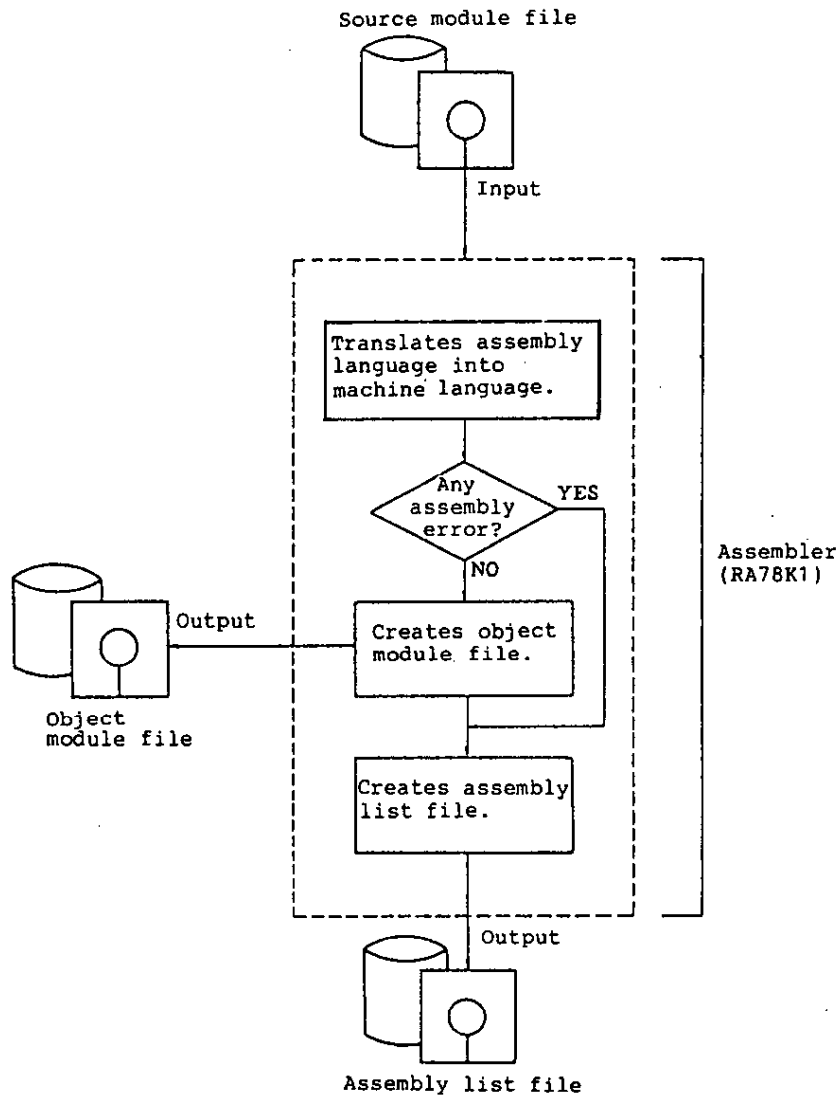 Source module file
Input
Translates assembly
language into
machine language.
Any
assembly
error?
YES
NO
Assembler
(RA78K1)
Output
Creates object
module file.
Object
module file
Creates assembly
list file.
Output
Assembly list file